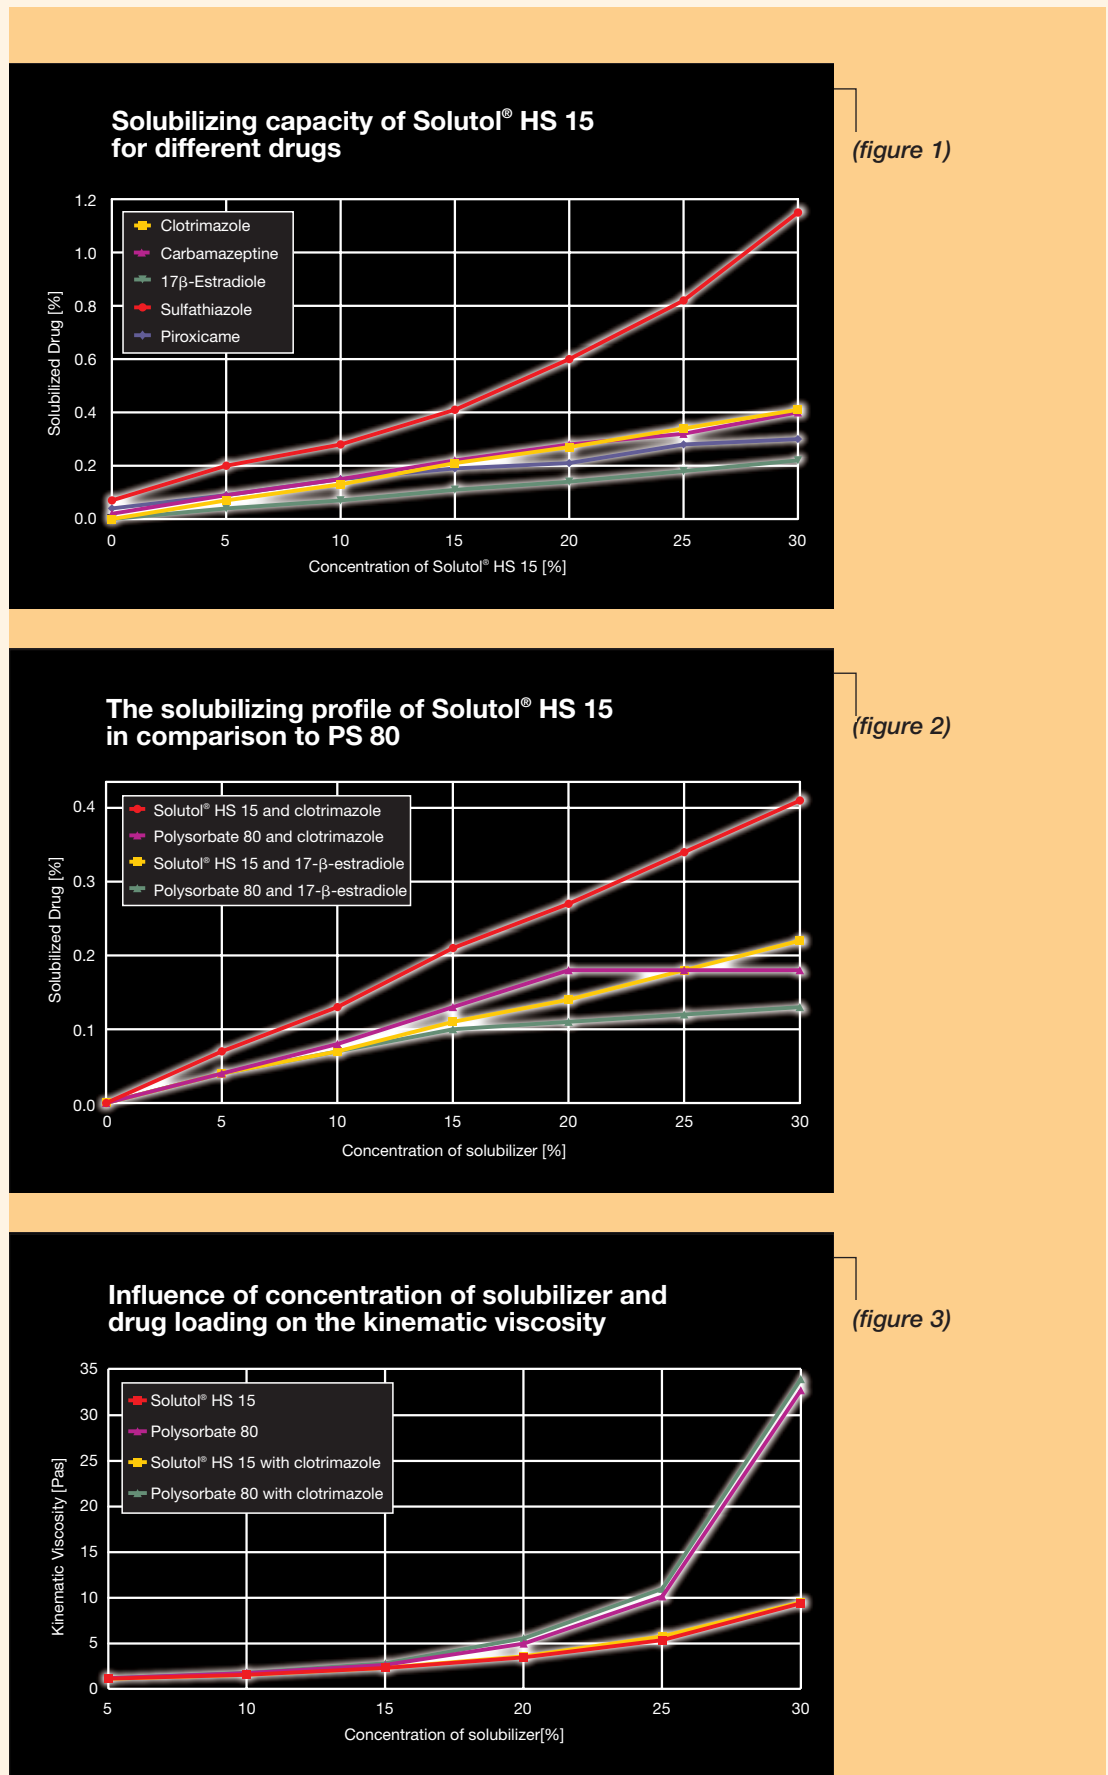 Solubilizing capacity of Solutol® HS 15
for different drugs
(figure 1)
1.2
1.0
0.8
0.6
0.4
0.2
0.0
Solubilized Drug [%]
Clotrimazole
Carbamazeptine
17β-Estradiole
Sulfathiazole
Piroxicame
0 5 10 15 20 25 30
Concentration of Solutol® HS 15 [%]
The solubilizing profile of Solutol® HS 15
in comparison to PS 80
(figure 2)
0.4
0.3
0.2
0.1
0.0
Solubilized Drug [%]
Solutol® HS 15 and clotrimazole
Polysorbate 80 and clotrimazole
Solutol® HS 15 and 17-β-estradiole
Polysorbate 80 and 17-β-estradiole
0 5 10 15 20 25 30
Concentration of solubilizer [%]
Influence of concentration of solubilizer and
drug loading on the kinematic viscosity
(figure 3)
35
30
25
20
15
10
5
0
Kinematic Viscosity [Pas]
Solutol® HS 15
Polysorbate 80
Solutol® HS 15 with clotrimazole
Polysorbate 80 with clotrimazole
5 10 15 20 25 30
Concentration of solubilizer[%]